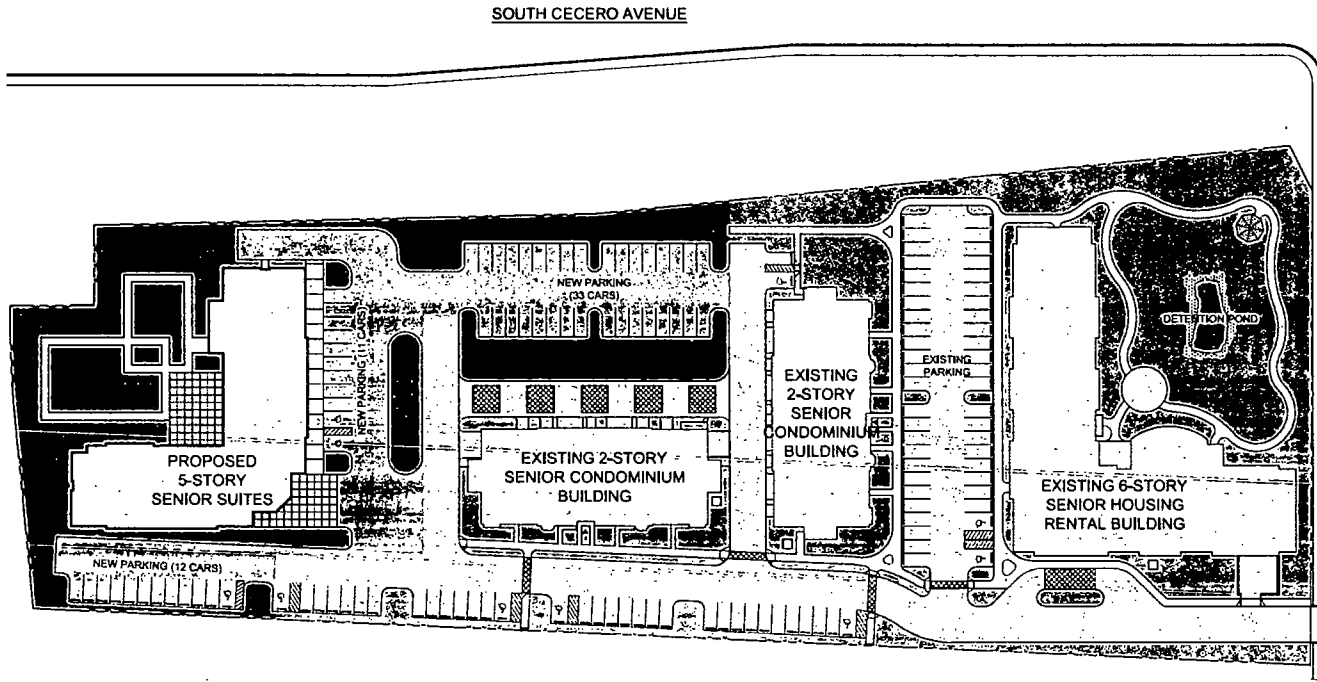 SOUTH CECERO AVENUE
NEW PARKING
(33 CARS)
NEW PARKING (11 CARS)
DETENTION POND
EXISTING
PARKING
EXISTING
2-STORY
SENIOR
CONDOMINIUM
BUILDING
PROPOSED
5-STORY
SENIOR SUITES
EXISTING 2-STORY
SENIOR CONDOMINIUM
BUILDING
EXISTING 6-STORY
SENIOR HOUSING
RENTAL BUILDING
NEW PARKING (12 CARS)